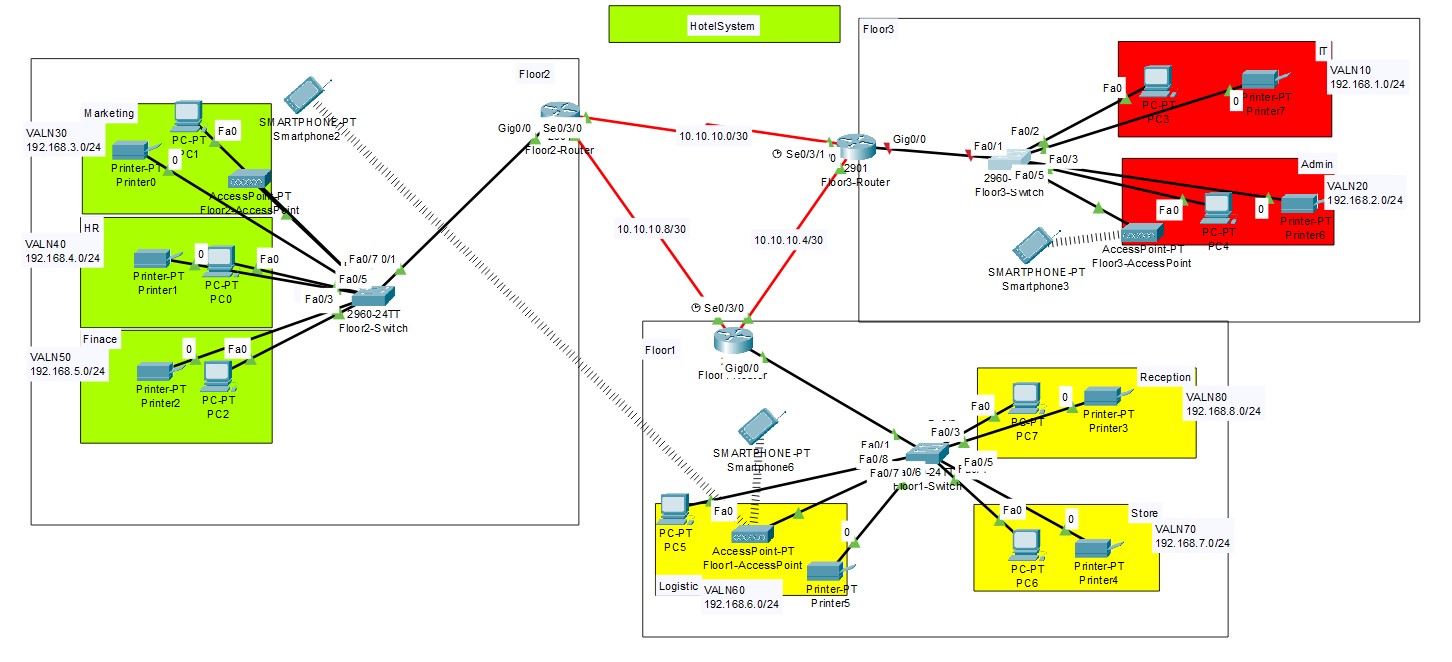 HotelSystem
Floor3
IT
VALN10
192.168.1.0/24
Fa0
PC-PT
PC3
0
Printer-PT
Printer7
Fa0/2
Gig0/0
Fa0/1
Fa0/3
Fa0/5
Floor3-Switch
Se0/3/1
2901
Floor3-Router
Admin
VALN20
192.168.2.0/24
Fa0
PC-PT
PC4
0
Printer-PT
Printer6
AccessPoint-PT
Floor3-AccessPoint
SMARTPHONE-PT
Smartphone3
Floor2
Marketing
VALN30
192.168.3.0/24
PC-PT
PC1
Fa0
0
Printer-PT
Printer0
AccessPoint-PT
Floor2-AccessPoint
SMARTPHONE-PT
Smartphone2
Gig0/0
Se0/3/0
Floor2-Router
10.10.10.0/30
10.10.10.8/30
10.10.10.4/30
HR
VALN40
192.168.4.0/24
0
Fa0
Printer-PT
Printer1
PC-PT
PC0
Fa0/7
0/1
Fa0/5
Fa0/3
2960-24TT
Floor2-Switch
Finace
VALN50
192.168.5.0/24
0
Fa0
Printer-PT
Printer2
PC-PT
PC2
Se0/3/0
Floor1
Gig0/0
Reception
VALN80
192.168.8.0/24
Fa0
PC-PT
PC7
0
Printer-PT
Printer3
Fa0/3
Fa0/1
Fa0/8
Fa0/7
Fa0/5
Floor1-Switch
SMARTPHONE-PT
Smartphone6
Fa0
PC-PT
PC5
AccessPoint-PT
Floor1-AccessPoint
0
Printer-PT
Printer5
Logistic
VALN60
192.168.6.0/24
Store
VALN70
192.168.7.0/24
Fa0
PC-PT
PC6
0
Printer-PT
Printer4